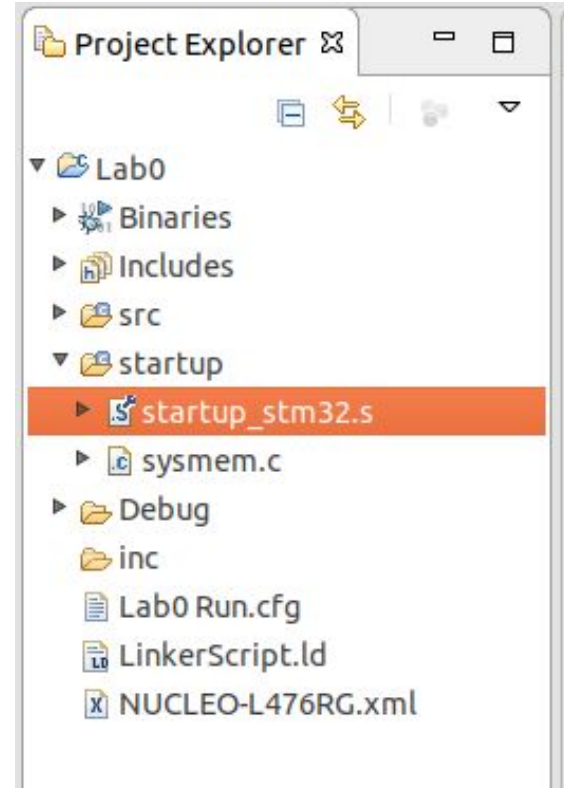 Project Explorer
Lab0
Binaries
Includes
src
startup
startup_stm32.s
sysmem.c
Debug
inc
Lab0 Run.cfg
LinkerScript.ld
NUCLEO-L476RG.xml